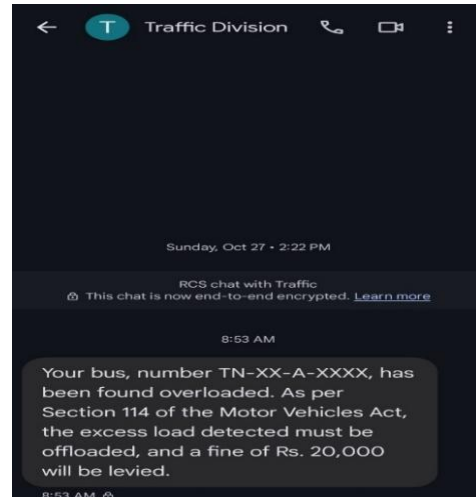 T Traffic Division
Sunday, Oct 27 • 2:22 PM
RCS chat with Traffic
This chat is now end-to-end encrypted. Learn more
8:53 AM
Your bus, number TN-XX-A-XXXX, has
been found overloaded. As per
Section 114 of the Motor Vehicles Act,
the excess load detected must be
offloaded, and a fine of Rs. 20,000
will be levied.
8:53 AM